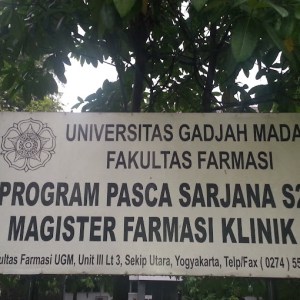 UNIVERSITAS GADJAH MADA
FAKULTAS FARMASI
PROGRAM PASCA SARJANA S2
MAGISTER FARMASI KLINIK
ultas Farmasi UGM, Unit III Lt 3, Sekip Utara, Yogyakarta, Telp/Fax ( 0274 ) 55